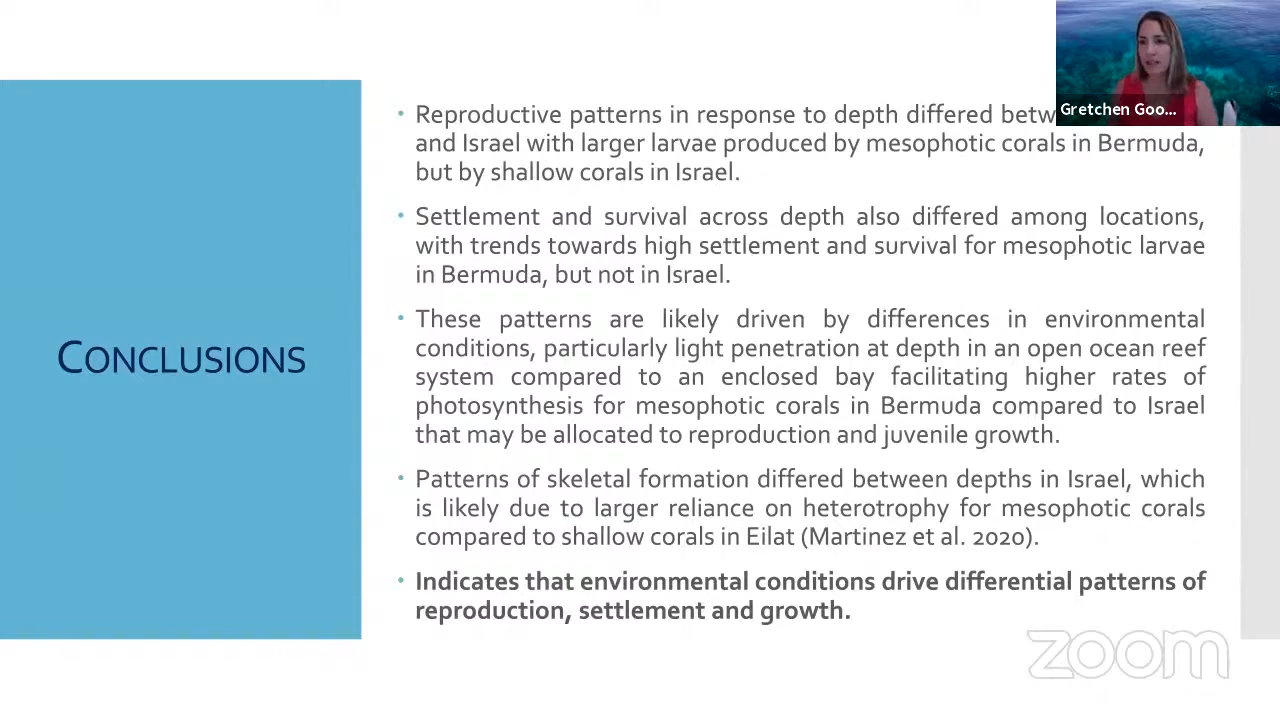 Gretchen Goo...
• Reproductive patterns in response to depth differed
and Israel with larger larvae produced by mesophotic corals in Bermuda,
but by shallow corals in Israel.
• Settlement and survival across depth also differed among locations,
with trends towards high settlement and survival for mesophotic larvae
in Bermuda, but not in Israel.
• These patterns are likely driven by differences in environmental
conditions, particularly light penetration at depth in an open ocean reef
system compared to an enclosed bay facilitating higher rates of
photosynthesis for mesophotic corals in Bermuda compared to Israel
that may be allocated to reproduction and juvenile growth.
CONCLUSIONS
• Patterns of skeletal formation differed between depths in Israel, which
is likely due to larger reliance on heterotrophy for mesophotic corals
compared to shallow corals in Eilat (Martinez et al. 2020).
• Indicates that environmental conditions drive differential patterns of
reproduction, settlement and growth.
zoom